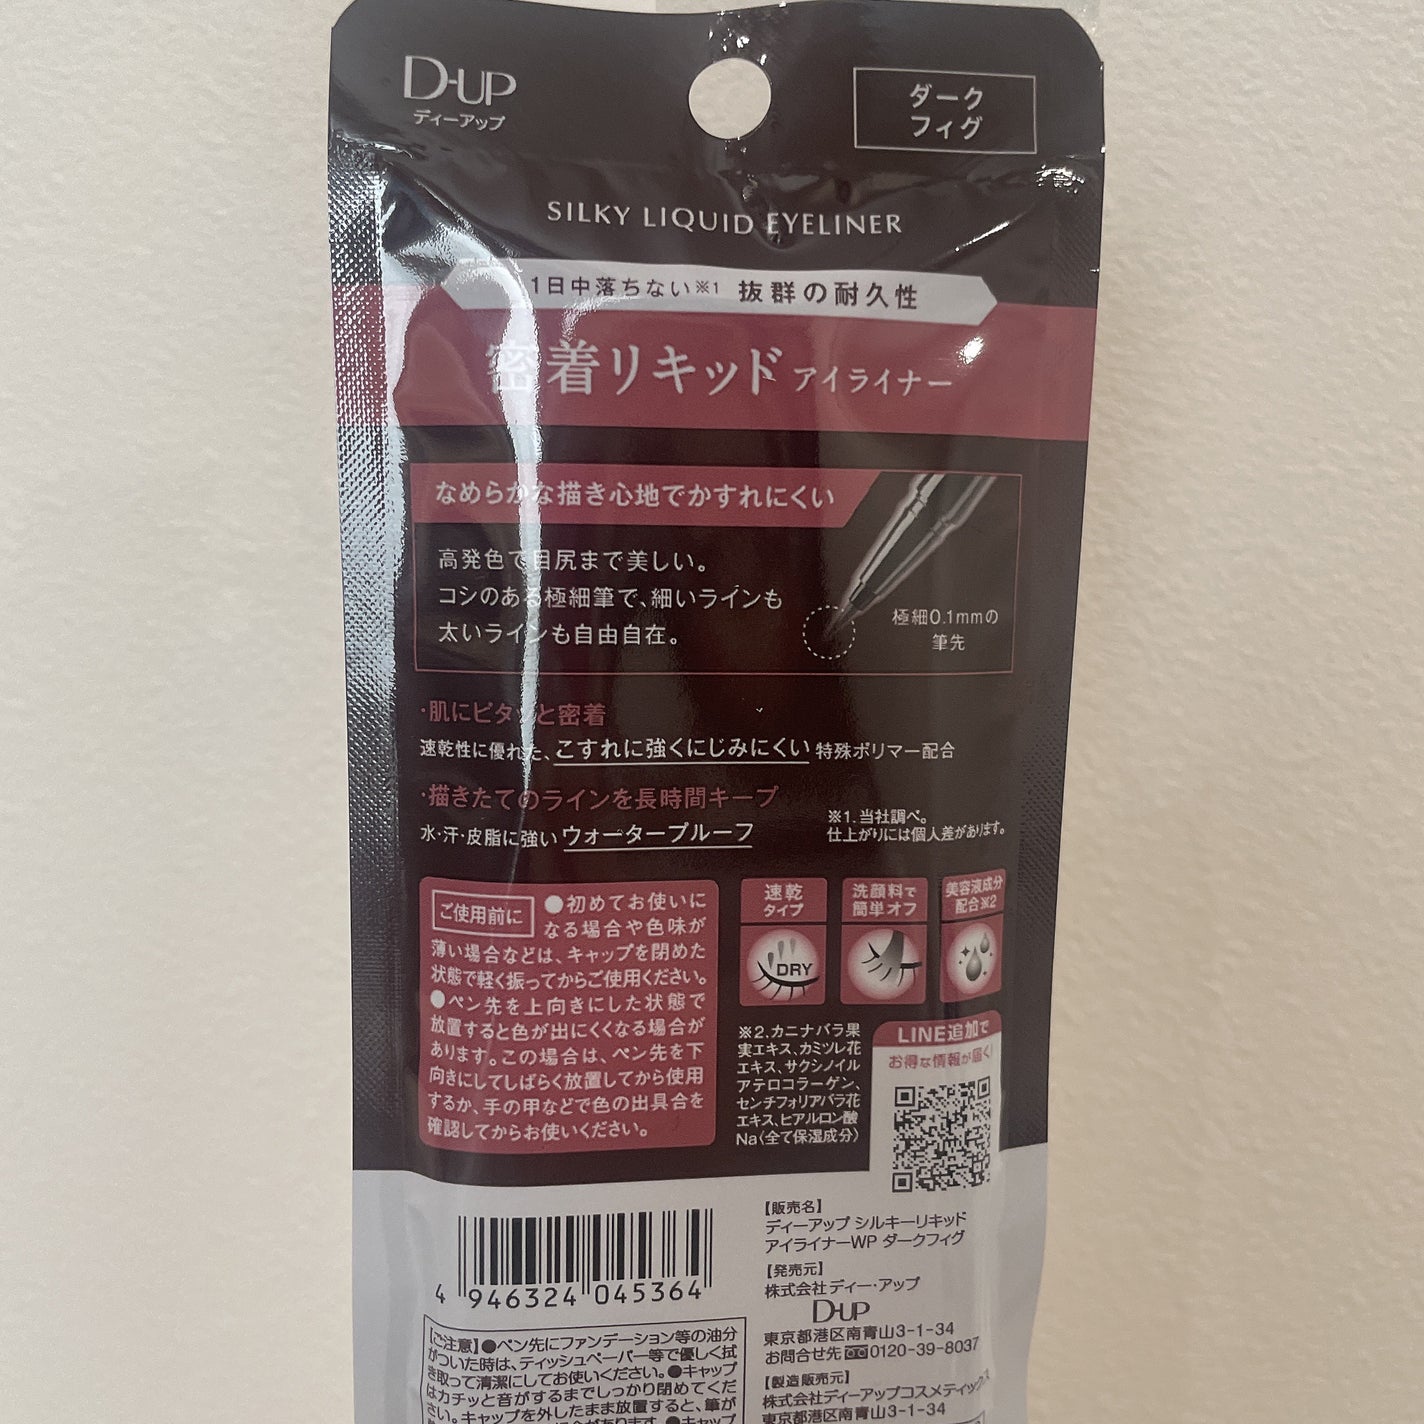 D-UP
ディーアップ
ダーク
フィグ
SILKY LIQUID EYELINER
1日中落ちない※1 抜群の耐久性
密着リキッド アイライナー
なめらかな描き心地でかすれにくい
高発色で目尻まで美しい。
コシのある極細筆で、細いラインも
太いラインも自由自在。
極細0.1mmの
筆先
・肌にピタッと密着
速乾性に優れた、こすれに強くにじみにくい 特殊ポリマー配合
・描きたてのラインを長時間キープ
水・汗・皮脂に強い ウォータープルーフ
※1.当社調べ。
仕上がりには個人差があります。
ご使用前に ●初めてお使いに
なる場合や色味が
薄い場合などは、キャップを閉めた
状態で軽く振ってからご使用ください。
●ペン先を上向きにした状態で
放置すると色が出にくくなる場合が
あります。この場合は、ペン先を下
向きにしてしばらく放置してから使用
するか、手の甲などで色の出具合を
確認してからお使いください。
速乾
タイプ
DRY
洗顔料で
簡単オフ
美容液成分
配合※2
※2.カニナバラ果
実エキス、カミツレ花
エキス、サクシノイル
アテロコラーゲン、
センチフォリアバラ花
エキス、ヒアルロン酸
Na(全て保湿成分)
LINE追加で
お得な情報が届く!
4 946324 045364
【販売名】
ディーアップ シルキーリキッド
アイライナーWP ダークフィグ
【発売元】
株式会社ディー・アップ
D-UP
東京都港区南青山3-1-34
お問合せ先 0120-39-8037
【製造販売元】
株式会社ディーアップコスメティックス
東京都港区南青山3-1-34
【ご注意】●ペン先にファンデーション等の油分
がついた時は、ティッシュペーパー等で優しく拭
き取って清潔にしてお使いください。●キャップ
はカチッと音がするまでしっかり閉めてくだ
さい。キャップを外したまま放置すると、筆が